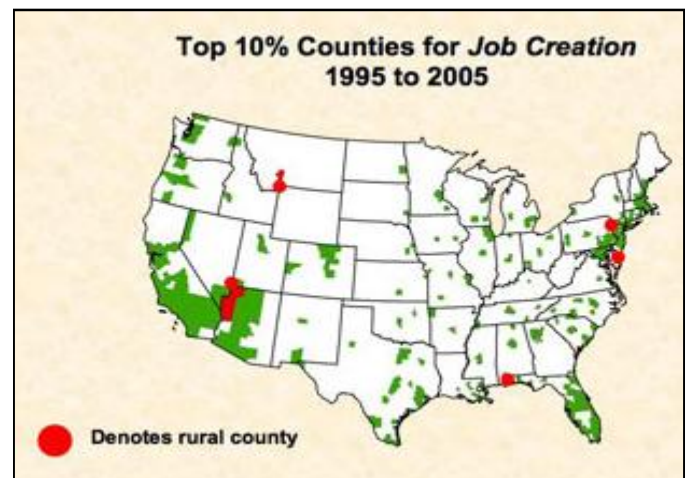 Top 10% Counties for Job Creation
1995 to 2005
Denotes rural county